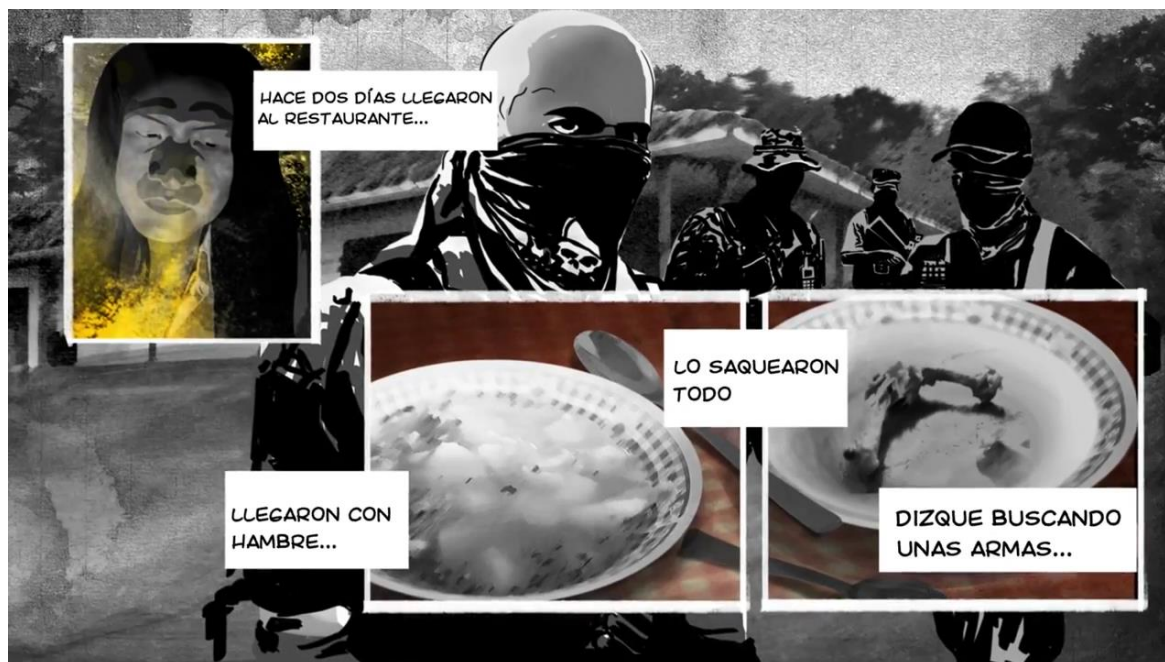 HACE DOS DÍAS LLEGARON
AL RESTAURANTE...
LLEGARON CON
HAMBRE...
LO SAQUEARON
TODO
DIZQUE BUSCANDO
UNAS ARMAS...